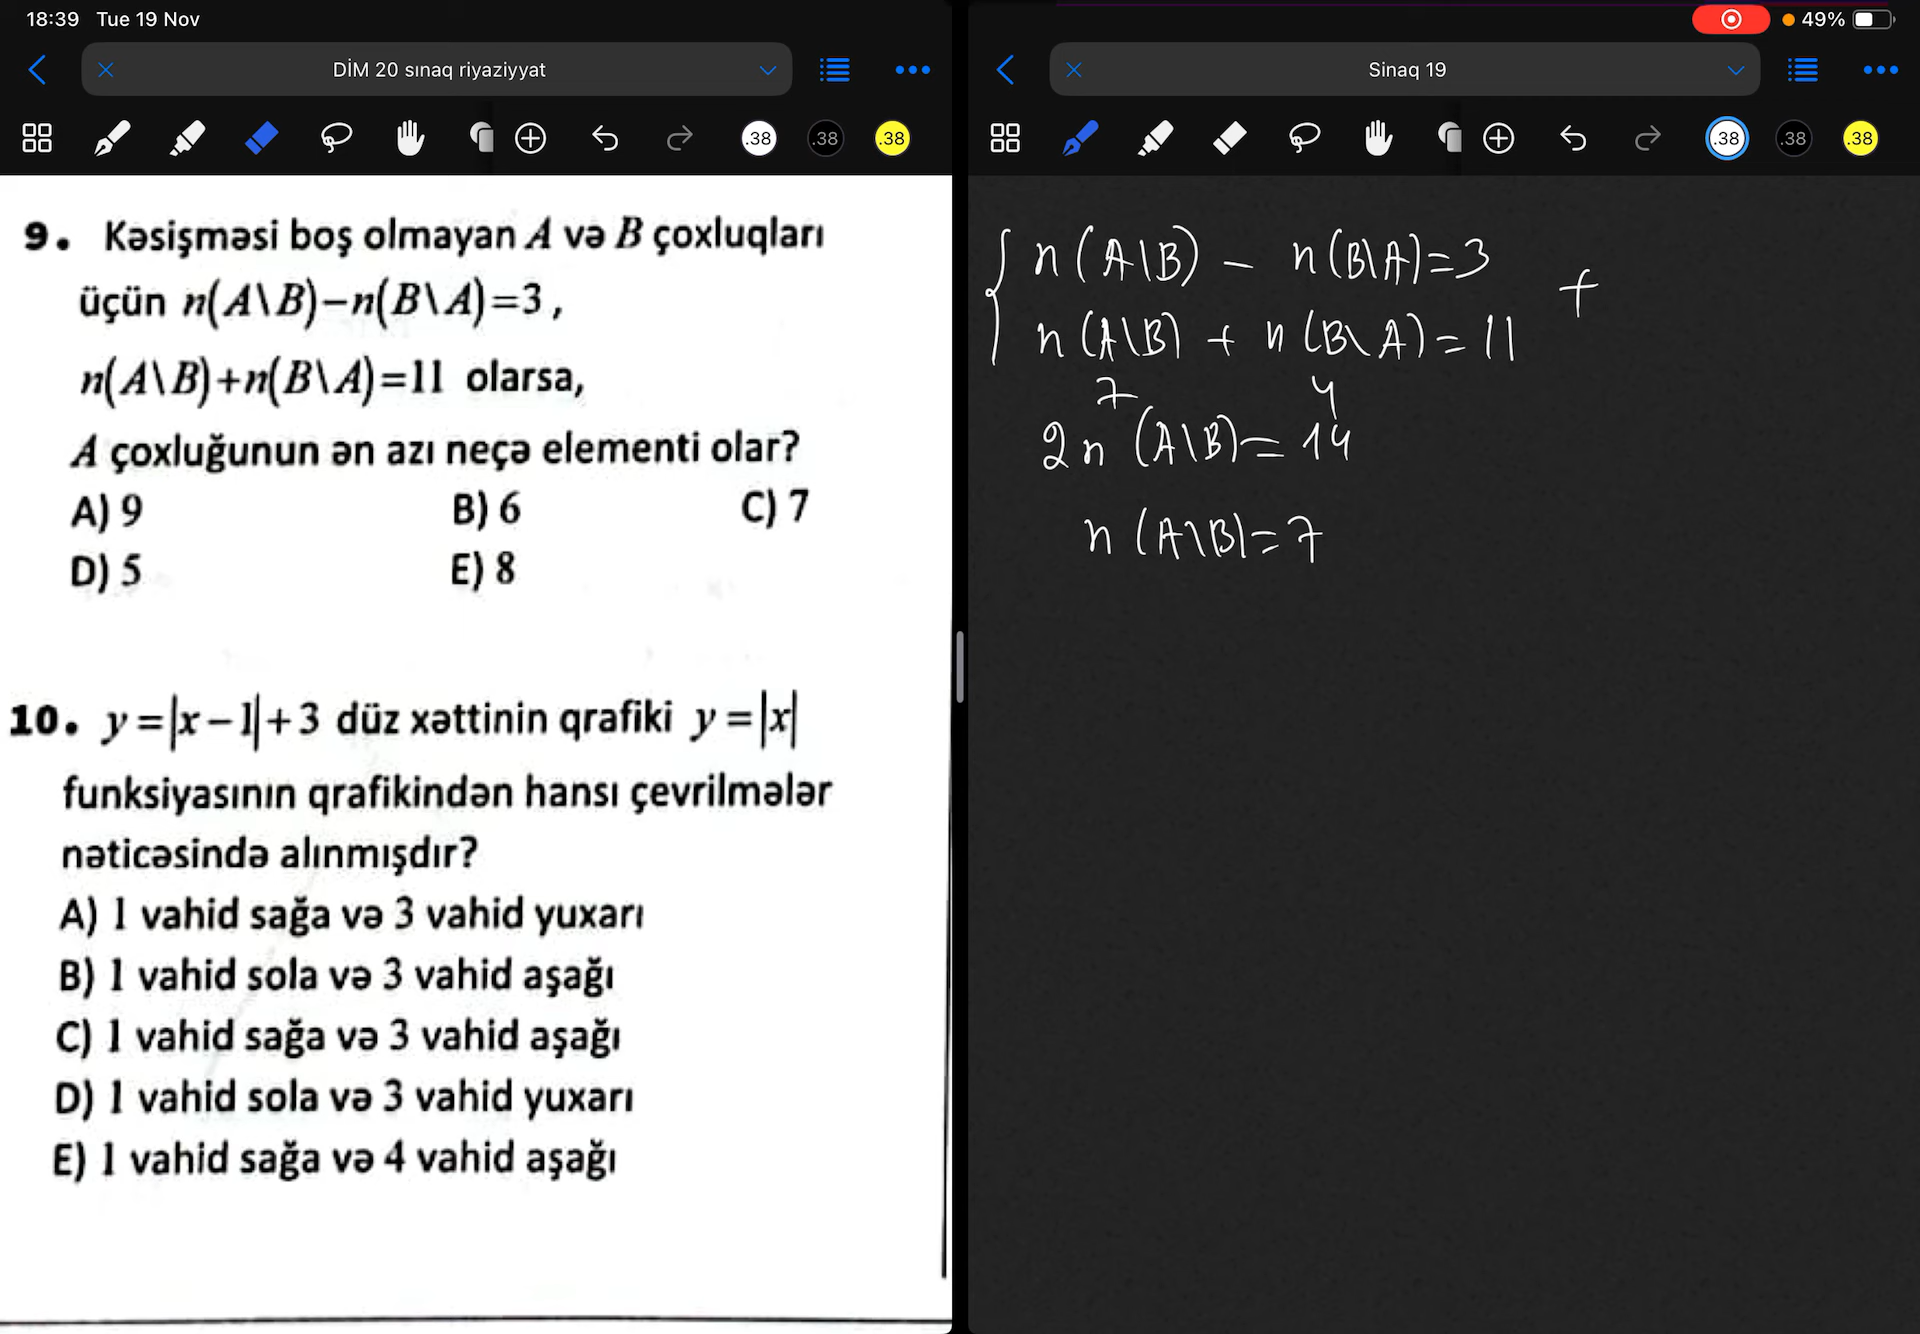 18:39 Tue 19 Nov
49%
DİM 20 sınaq riyaziyyat
Sinaq 19
.38 .38 .38
.38 .38 .38
9. Kəsişməsi boş olmayan A və B çoxluqları
üçün n(A\B)−n(B\A)=3,
n(A\B)+n(B\A)=11 olarsa,
A çoxluğunun ən azı neçə elementi olar?
A) 9 B) 6 C) 7
D) 5 E) 8
10. y=|x−1|+3 düz xəttinin qrafiki y=|x|
funksiyasının qrafikindən hansı çevrilmələr
nəticəsində alınmışdır?
A) 1 vahid sağa və 3 vahid yuxarı
B) 1 vahid sola və 3 vahid aşağı
C) 1 vahid sağa və 3 vahid aşağı
D) 1 vahid sola və 3 vahid yuxarı
E) 1 vahid sağa və 4 vahid aşağı
n(A\B) − n(B\A)=3
+
n(A\B) + n(B\A)=11
7 4
2n(A\B)=14
n(A\B)=7